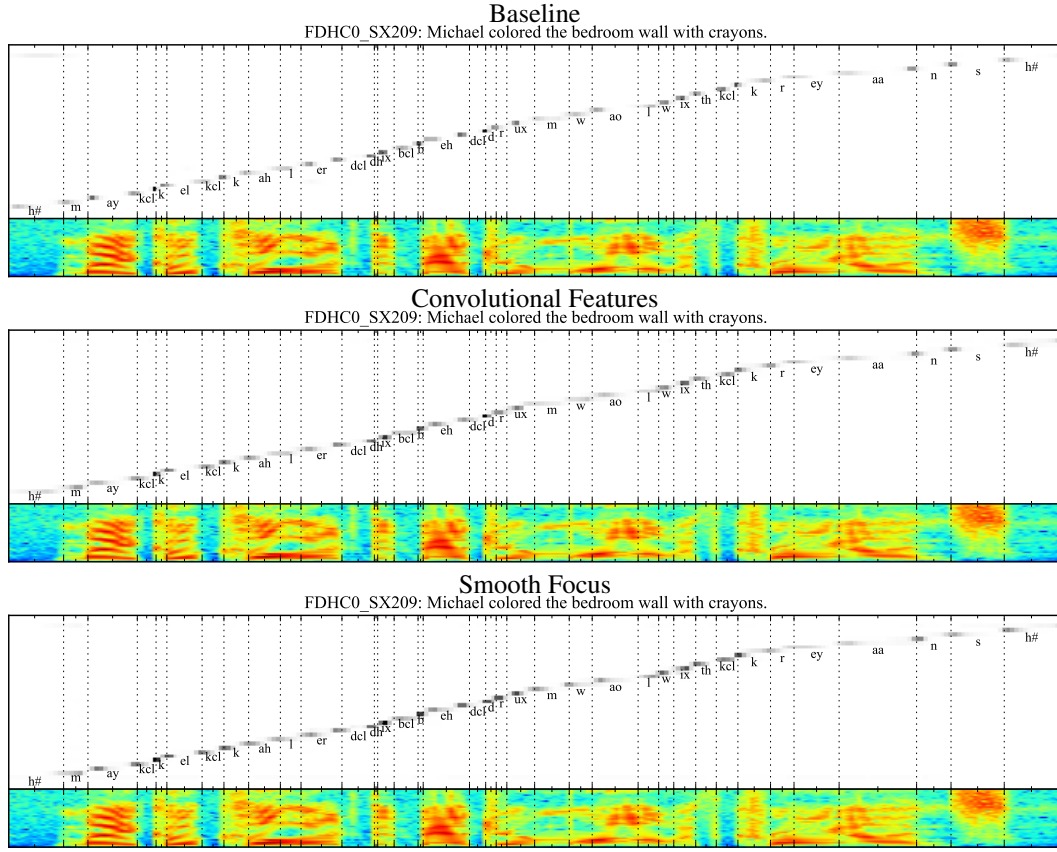 Baseline
FDHC0_SX209: Michael colored the bedroom wall with crayons.
h# m ay kcl k el kcl k ah l er dcl dh ix bcl b eh dcl d r ux m w ao l w ix th kcl k r ey aa n s h#
Convolutional Features
FDHC0_SX209: Michael colored the bedroom wall with crayons.
h# m ay kcl k el kcl k ah l er dcl dh ix bcl b eh dcl d r ux m w ao l w ix th kcl k r ey aa n s h#
Smooth Focus
FDHC0_SX209: Michael colored the bedroom wall with crayons.
h# m ay kcl k el kcl k ah l er dcl dh ix bcl b eh dcl d r ux m w ao l w ix th kcl k r ey aa n s h#